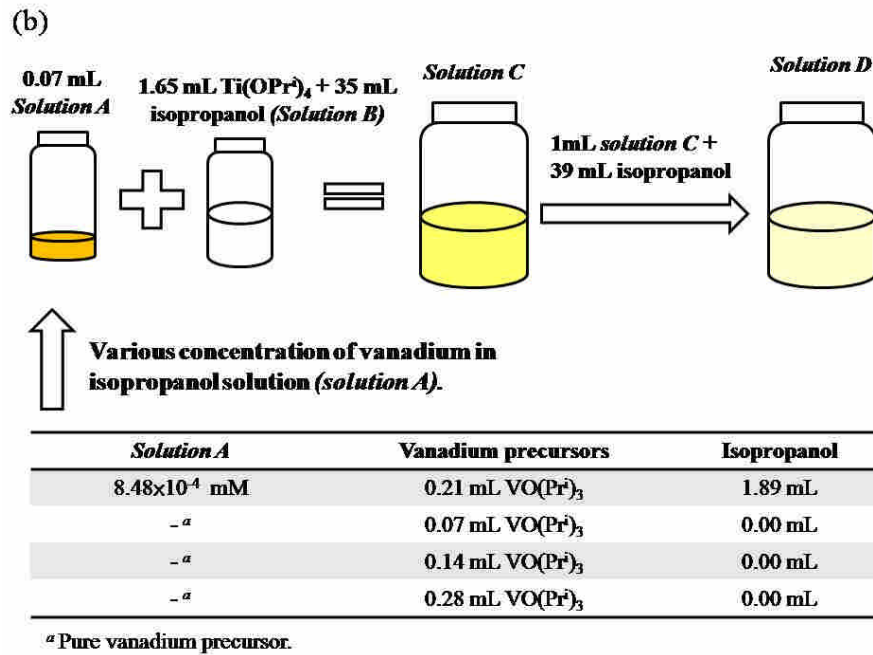 (b)
0.07 mL
Solution A
1.65 mL Ti(OPrⁱ)₄ + 35 mL
isopropanol (Solution B)
Solution C
1mL solution C +
39 mL isopropanol
Solution D
Various concentration of vanadium in
isopropanol solution (solution A).
Solution A Vanadium precursors Isopropanol
8.48×10⁻⁴ mM 0.21 mL VO(Prⁱ)₃ 1.89 mL
– ᵃ 0.07 mL VO(Prⁱ)₃ 0.00 mL
– ᵃ 0.14 mL VO(Prⁱ)₃ 0.00 mL
– ᵃ 0.28 mL VO(Prⁱ)₃ 0.00 mL
ᵃ Pure vanadium precursor.